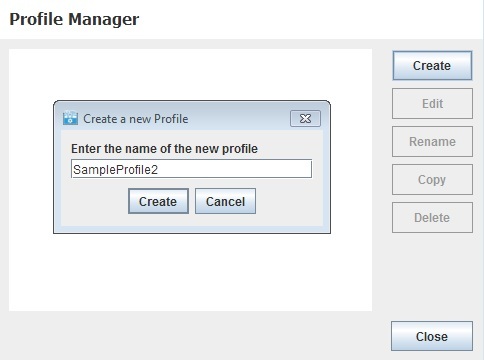 Profile Manager
Create
Create a new Profile
Edit
Enter the name of the new profile
Rename
SampleProfile2
Copy
Create
Cancel
Delete
Close